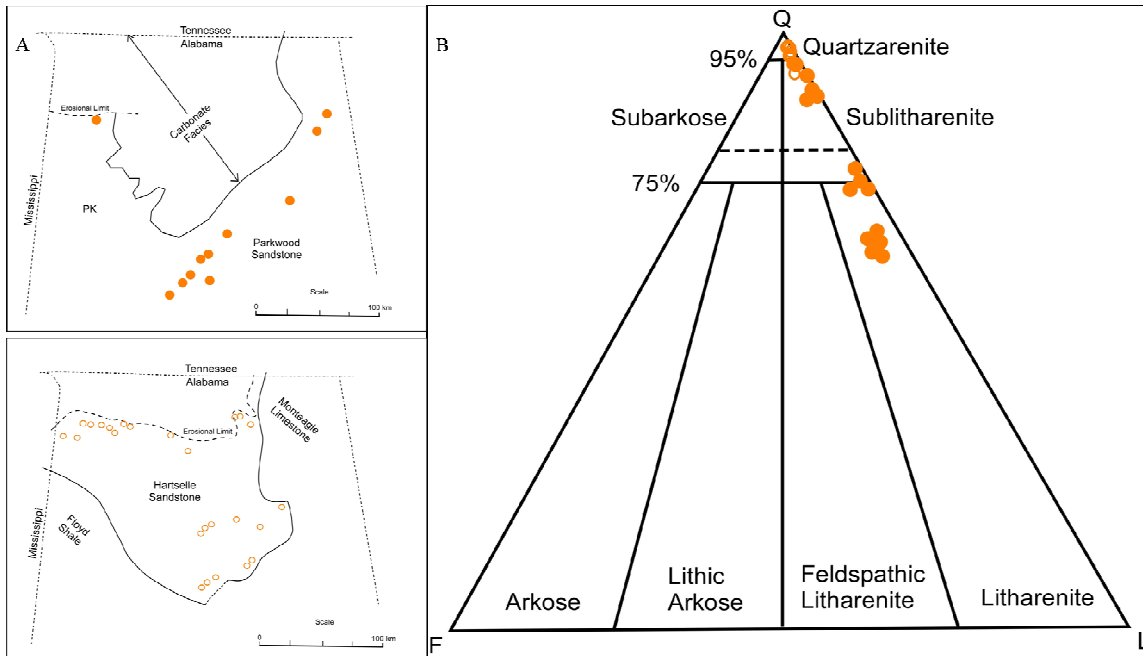 A
Tennessee
Alabama
Erosional Limit
Carbonate
Facies
Mississippi
PK
Parkwood
Sandstone
Scale
0
100 km
Tennessee
Alabama
Monteagle
Limestone
Erosional Limit
Hartselle
Sandstone
Mississippi
Floyd
Shale
Scale
0
100 km
B
Q
95%
Quartzarenite
Subarkose
Sublitharenite
75%
Arkose
Lithic
Arkose
Feldspathic
Litharenite
Litharenite
F
L